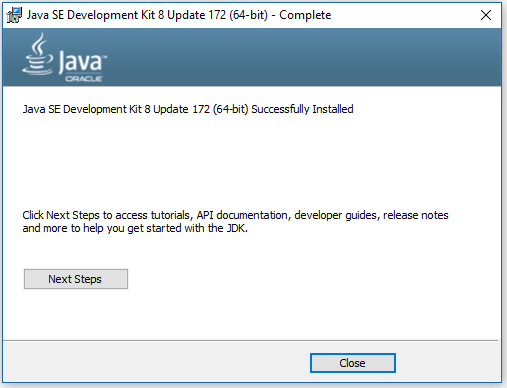 Java SE Development Kit 8 Update 172 (64-bit) - Complete
Java™
ORACLE
Java SE Development Kit 8 Update 172 (64-bit) Successfully Installed
Click Next Steps to access tutorials, API documentation, developer guides, release notes
and more to help you get started with the JDK.
Next Steps
Close